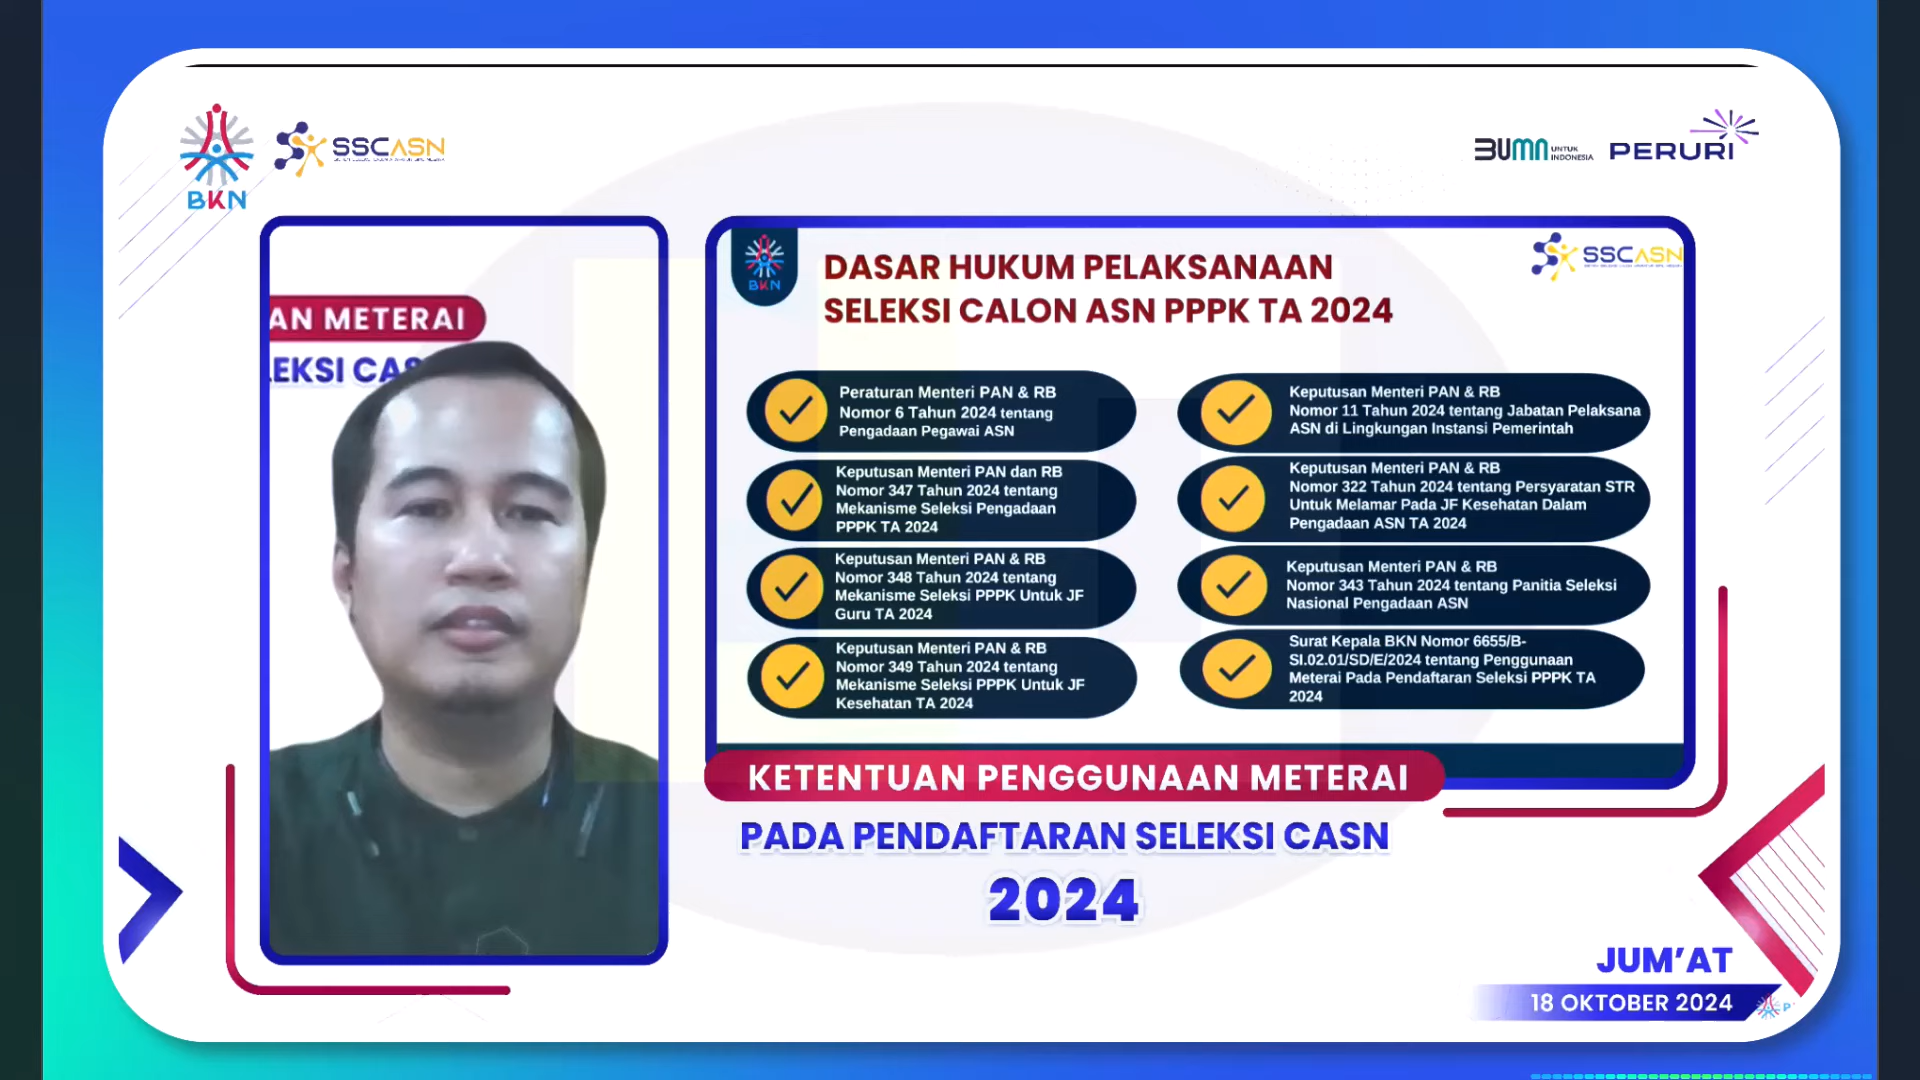 BKN
SSCASN
BUMN UNTUK INDONESIA
PERURI
AN METERAI
LEKSI CAS
BKN
SSCASN
DASAR HUKUM PELAKSANAAN
SELEKSI CALON ASN PPPK TA 2024
Peraturan Menteri PAN & RB
Nomor 6 Tahun 2024 tentang
Pengadaan Pegawai ASN
Keputusan Menteri PAN dan RB
Nomor 347 Tahun 2024 tentang
Mekanisme Seleksi Pengadaan
PPPK TA 2024
Keputusan Menteri PAN & RB
Nomor 348 Tahun 2024 tentang
Mekanisme Seleksi PPPK Untuk JF
Guru TA 2024
Keputusan Menteri PAN & RB
Nomor 349 Tahun 2024 tentang
Mekanisme Seleksi PPPK Untuk JF
Kesehatan TA 2024
Keputusan Menteri PAN & RB
Nomor 11 Tahun 2024 tentang Jabatan Pelaksana
ASN di Lingkungan Instansi Pemerintah
Keputusan Menteri PAN & RB
Nomor 322 Tahun 2024 tentang Persyaratan STR
Untuk Melamar Pada JF Kesehatan Dalam
Pengadaan ASN TA 2024
Keputusan Menteri PAN & RB
Nomor 343 Tahun 2024 tentang Panitia Seleksi
Nasional Pengadaan ASN
Surat Kepala BKN Nomor 6655/B-
SI.02.01/SD/E/2024 tentang Penggunaan
Meterai Pada Pendaftaran Seleksi PPPK TA
2024
KETENTUAN PENGGUNAAN METERAI
PADA PENDAFTARAN SELEKSI CASN
2024
JUM'AT
18 OKTOBER 2024